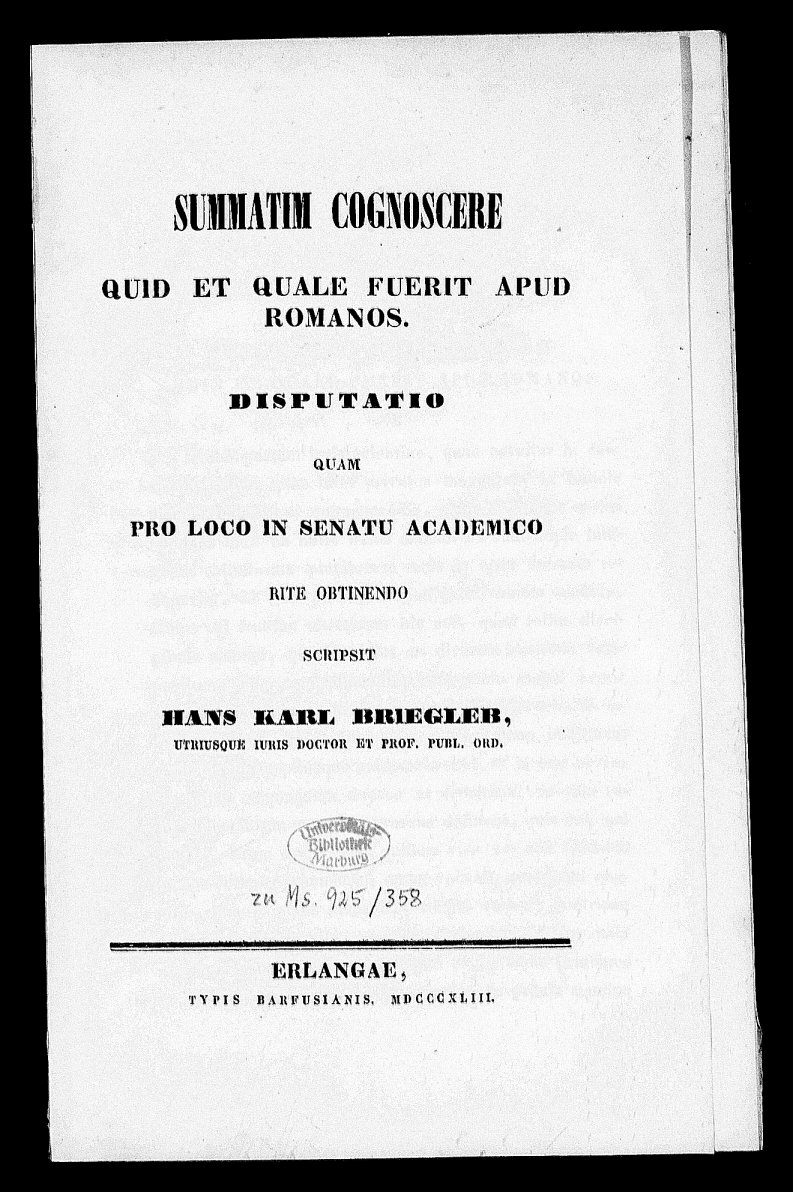 SUMMATIM COGNOSCERE
QUID ET QUALE FUERIT APUD
ROMANOS.
DISPUTATIO
QUAM
PRO LOCO IN SENATU ACADEMICO
RITE OBTINENDO
SCRIPSIT
HANS KARL BRIEGLEB,
UTRIUSQUE IURIS DOCTOR ET PROF. PUBL. ORD.
Universitäts-
Bibliothek
Marburg
zu Ms. 925/358
ERLANGAE,
TYPIS BARFUSIANIS. MDCCCXLIII.